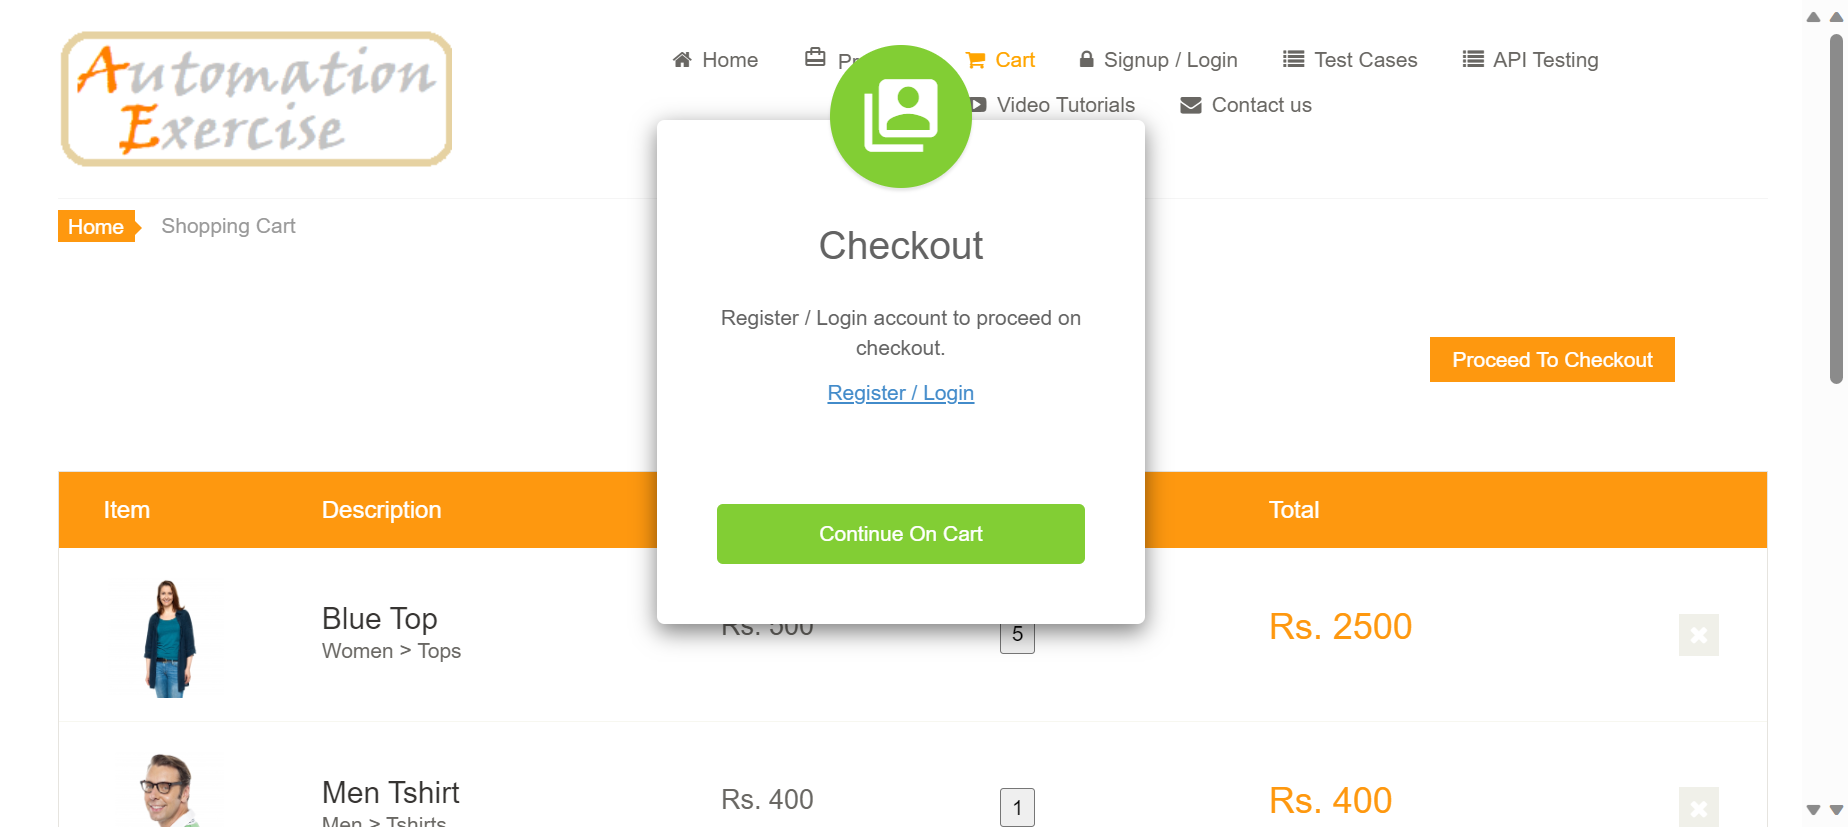 Automation
Exercise
Home
Cart
Signup / Login
Test Cases
API Testing
Video Tutorials
Contact us
Home
Shopping Cart
Checkout
Register / Login account to proceed on
checkout.
Register / Login
Continue On Cart
Proceed To Checkout
Item
Description
Total
Blue Top
Women > Tops
Rs. 500
5
Rs. 2500
Men Tshirt
Men > Tshirts
Rs. 400
1
Rs. 400